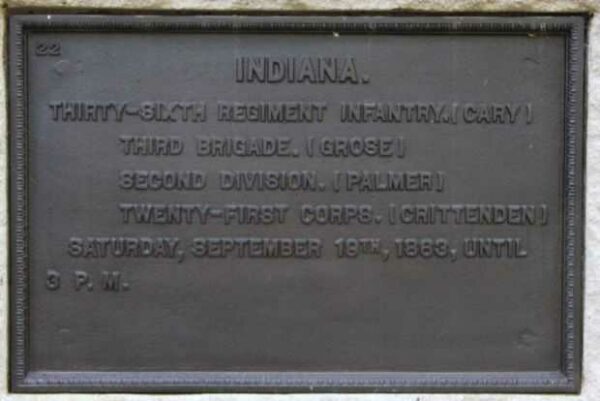 22
INDIANA.
THIRTY-SIXTH REGIMENT INFANTRY.(CARY)
THIRD BRIGADE. (GROSE)
SECOND DIVISION. (PALMER)
TWENTY-FIRST CORPS. (CRITTENDEN)
SATURDAY, SEPTEMBER 19TH, 1863, UNTIL
3 P. M.